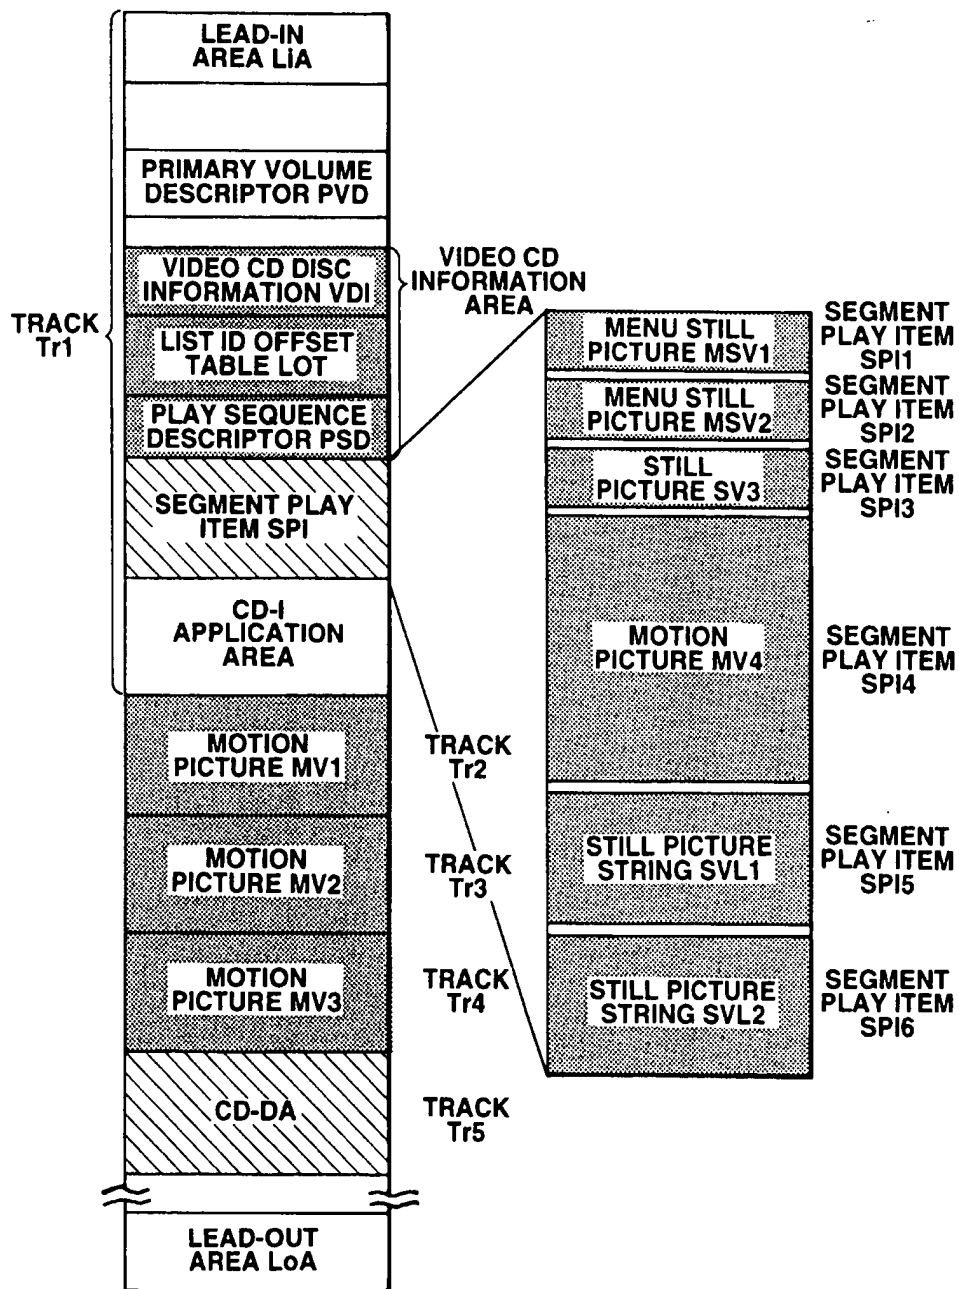 LEAD-IN
AREA LiA
PRIMARY VOLUME
DESCRIPTOR PVD
VIDEO CD DISC
INFORMATION VDI
LIST ID OFFSET
TABLE LOT
PLAY SEQUENCE
DESCRIPTOR PSD
SEGMENT PLAY
ITEM SPI
CD-I
APPLICATION
AREA
MOTION
PICTURE MV1
MOTION
PICTURE MV2
MOTION
PICTURE MV3
CD-DA
LEAD-OUT
AREA LoA
TRACK
Tr1
VIDEO CD
INFORMATION
AREA
TRACK
Tr2
TRACK
Tr3
TRACK
Tr4
TRACK
Tr5
MENU STILL
PICTURE MSV1
MENU STILL
PICTURE MSV2
STILL
PICTURE SV3
MOTION
PICTURE MV4
STILL PICTURE
STRING SVL1
STILL PICTURE
STRING SVL2
SEGMENT
PLAY ITEM
SPI1
SEGMENT
PLAY ITEM
SPI2
SEGMENT
PLAY ITEM
SPI3
SEGMENT
PLAY ITEM
SPI4
SEGMENT
PLAY ITEM
SPI5
SEGMENT
PLAY ITEM
SPI6